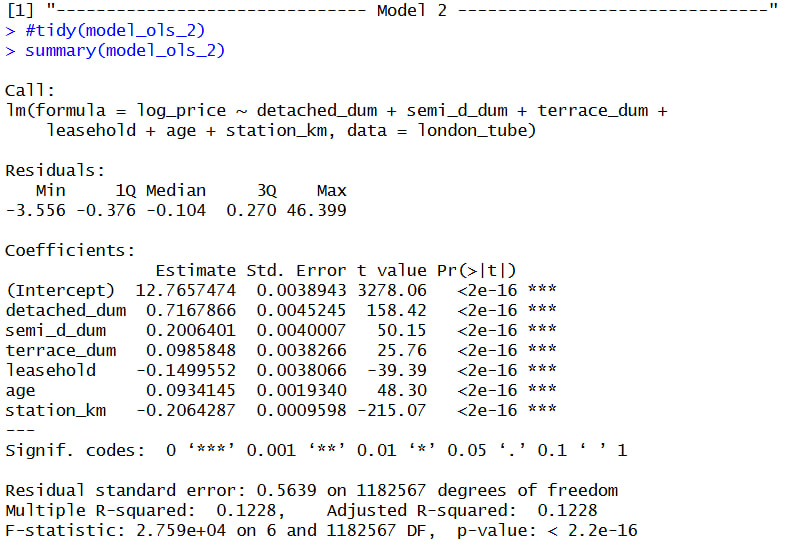 [1] "------------------------------- Model 2 -------------------------------"
> #tidy(model_ols_2)
> summary(model_ols_2)
Call:
lm(formula = log_price ~ detached_dum + semi_d_dum + terrace_dum +
    leasehold + age + station_km, data = london_tube)
Residuals:
   Min     1Q Median     3Q    Max
-3.556 -0.376 -0.104  0.270 46.399
Coefficients:
               Estimate Std. Error t value Pr(>|t|)
(Intercept)  12.7657474  0.0038943 3278.06   <2e-16 ***
detached_dum  0.7167866  0.0045245  158.42   <2e-16 ***
semi_d_dum    0.2006401  0.0040007   50.15   <2e-16 ***
terrace_dum   0.0985848  0.0038266   25.76   <2e-16 ***
leasehold    -0.1499552  0.0038066  -39.39   <2e-16 ***
age           0.0934145  0.0019340   48.30   <2e-16 ***
station_km   -0.2064287  0.0009598 -215.07   <2e-16 ***
---
Signif. codes:  0 ‘***’ 0.001 ‘**’ 0.01 ‘*’ 0.05 ‘.’ 0.1 ‘ ’ 1
Residual standard error: 0.5639 on 1182567 degrees of freedom
Multiple R-squared:  0.1228,    Adjusted R-squared:  0.1228
F-statistic: 2.759e+04 on 6 and 1182567 DF,  p-value: < 2.2e-16